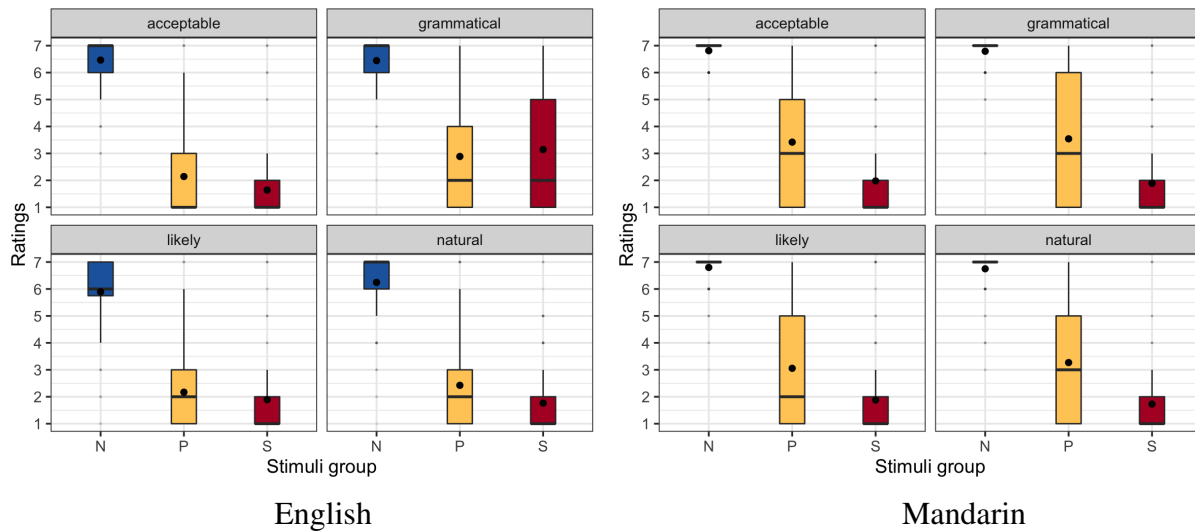 acceptable grammatical acceptable grammatical
7 7
6 6
5 5
4 4
3 3
2 2
1 1
likely natural likely natural
7 7
6 6
5 5
4 4
3 3
2 2
1 1
Ratings Ratings
N P S N P S N P S N P S
Stimuli group Stimuli group
English Mandarin